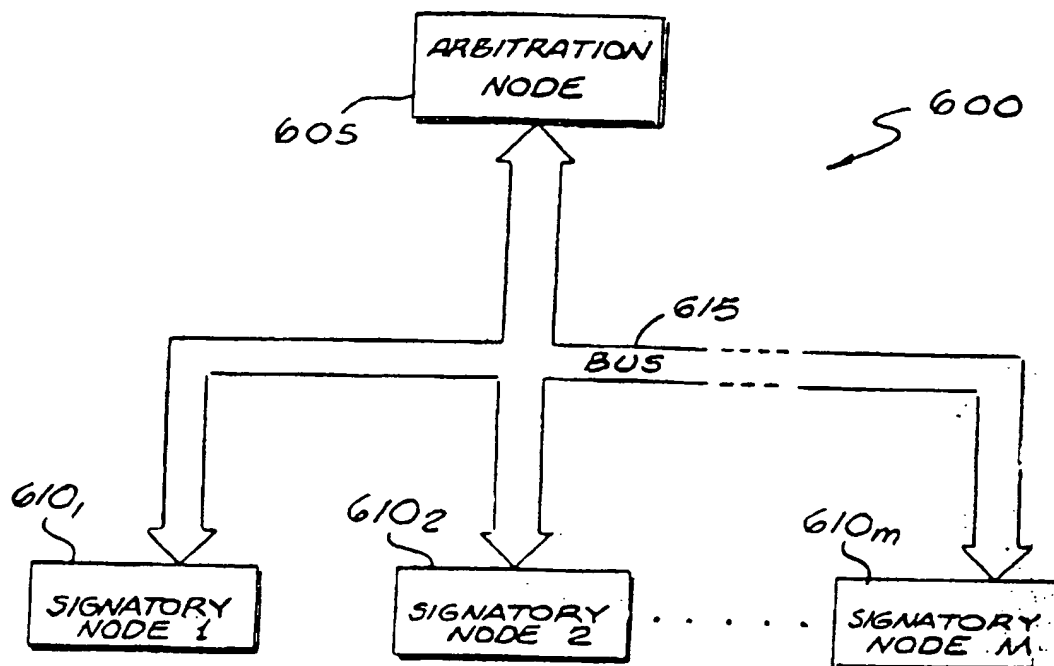 ARBITRATION
NODE
605
600
615
BUS
610₁
610₂
610m
SIGNATORY
NODE 1
SIGNATORY
NODE 2
SIGNATORY
NODE M